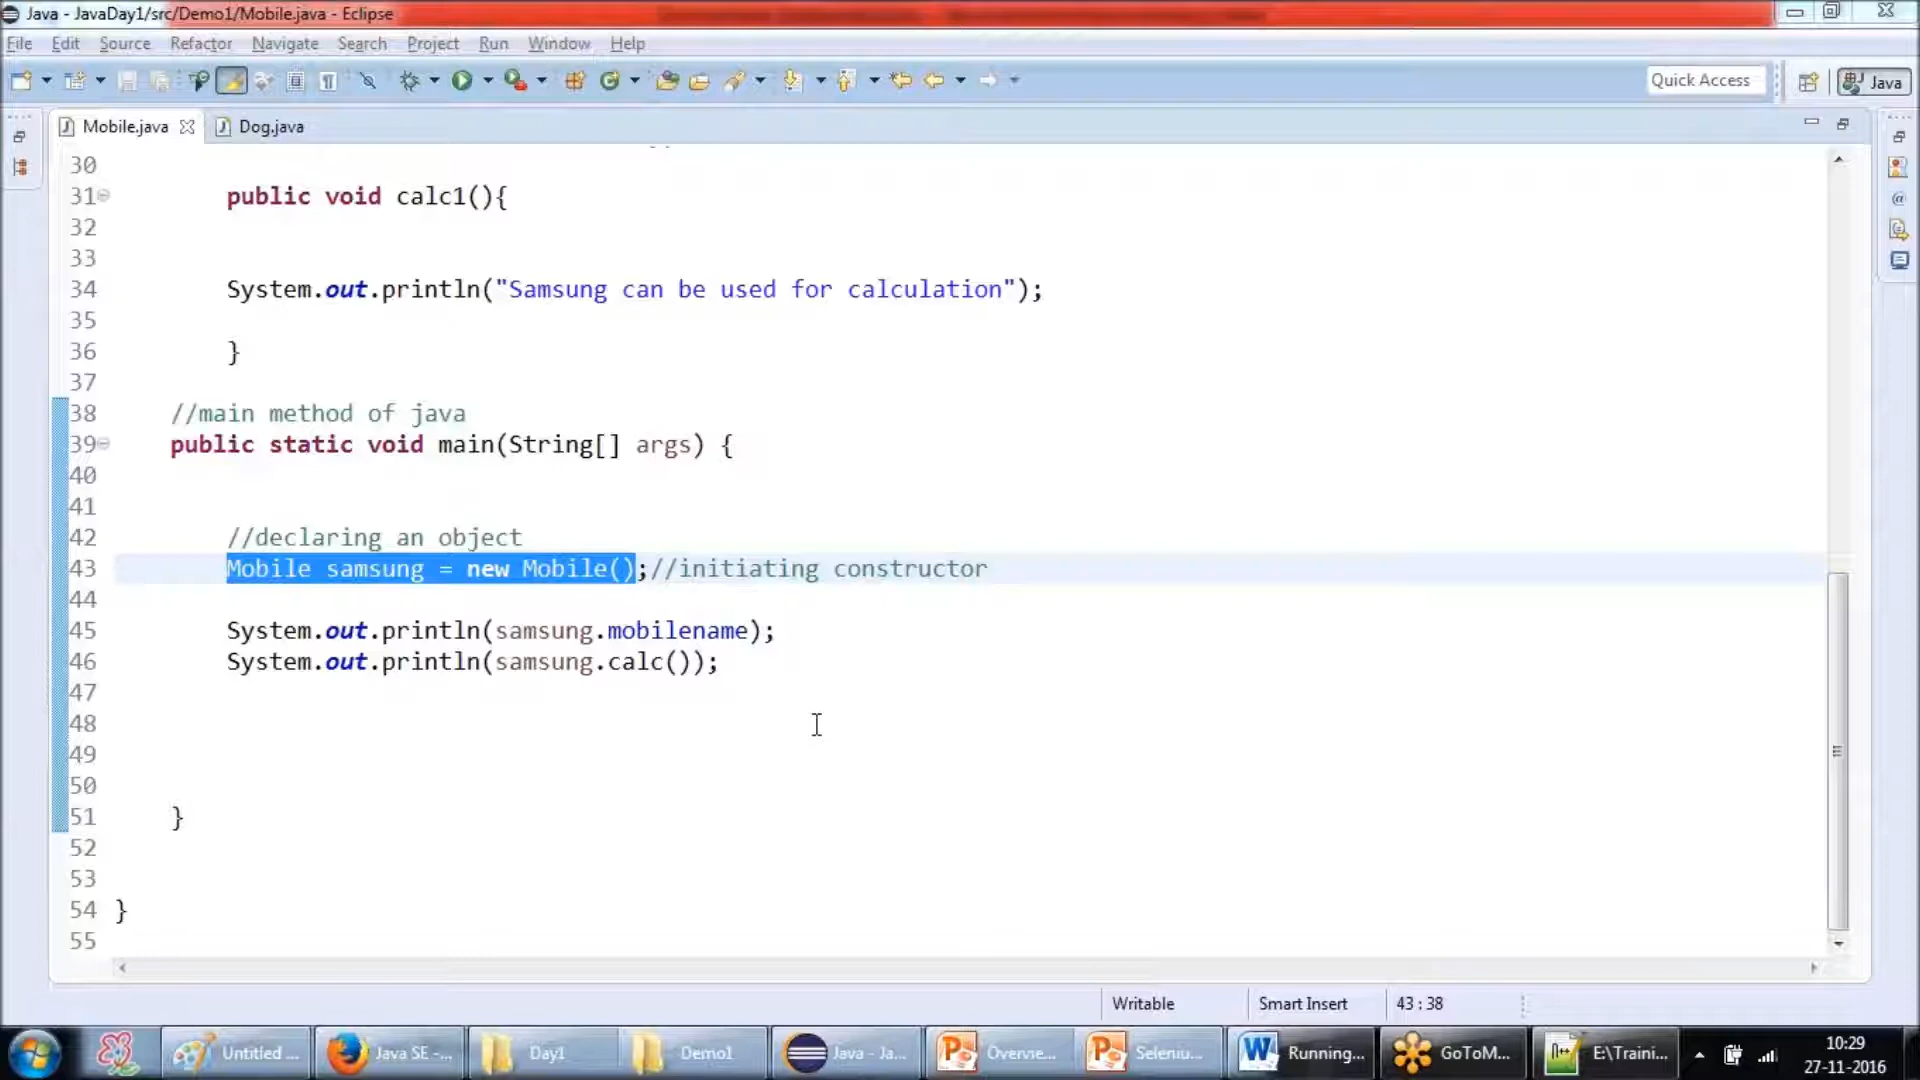 Java - JavaDay1/src/Demo1/Mobile.java - Eclipse
File Edit Source Refactor Navigate Search Project Run Window Help
Quick Access
Java
Mobile.java
Dog.java
30
31 public void calc1(){
32
33
34 System.out.println("Samsung can be used for calculation");
35
36 }
37
38 //main method of java
39 public static void main(String[] args) {
40
41
42 //declaring an object
43 Mobile samsung = new Mobile();//initiating constructor
44
45 System.out.println(samsung.mobilename);
46 System.out.println(samsung.calc());
47
48
49
50
51 }
52
53
54 }
55
Writable Smart Insert 43 : 38
Untitled ... Java SE -... Day1 Demo1 Java - Ja... Overvie... Seleniu... Running... GoToM... E:\Traini...
10:29
27-11-2016